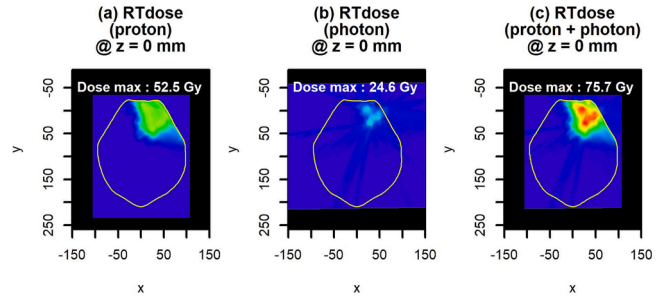 (a) RTdose
(proton)
@ z = 0 mm
Dose max : 52.5 Gy
-50
50
150
250
y
-150
-50
50
150
x
(b) RTdose
(photon)
@ z = 0 mm
Dose max : 24.6 Gy
-50
50
150
250
y
-150
-50
50
150
x
(c) RTdose
(proton + photon)
@ z = 0 mm
Dose max : 75.7 Gy
-50
50
150
250
y
-150
-50
50
150
x